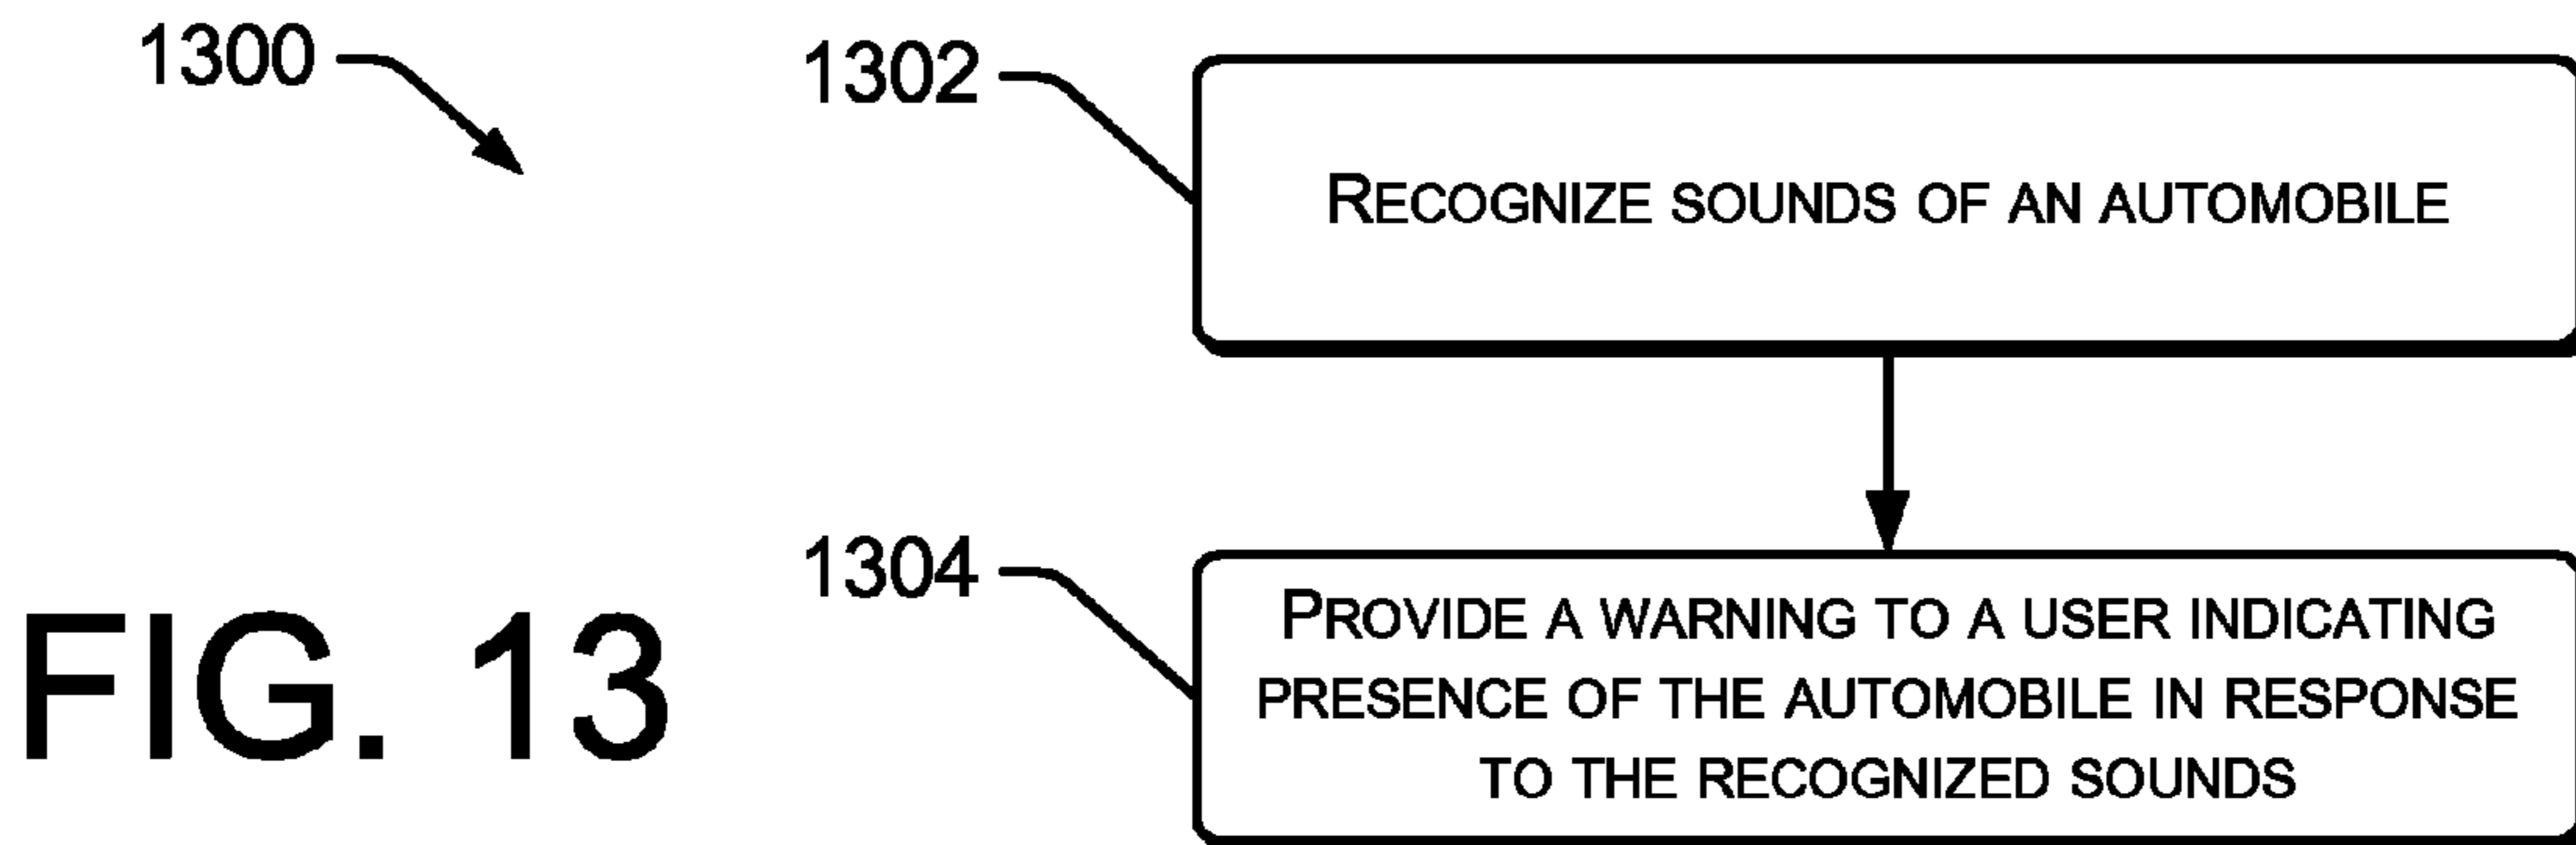 1300
1302
RECOGNIZE SOUNDS OF AN AUTOMOBILE
1304
PROVIDE A WARNING TO A USER INDICATING
PRESENCE OF THE AUTOMOBILE IN RESPONSE
TO THE RECOGNIZED SOUNDS
FIG. 13